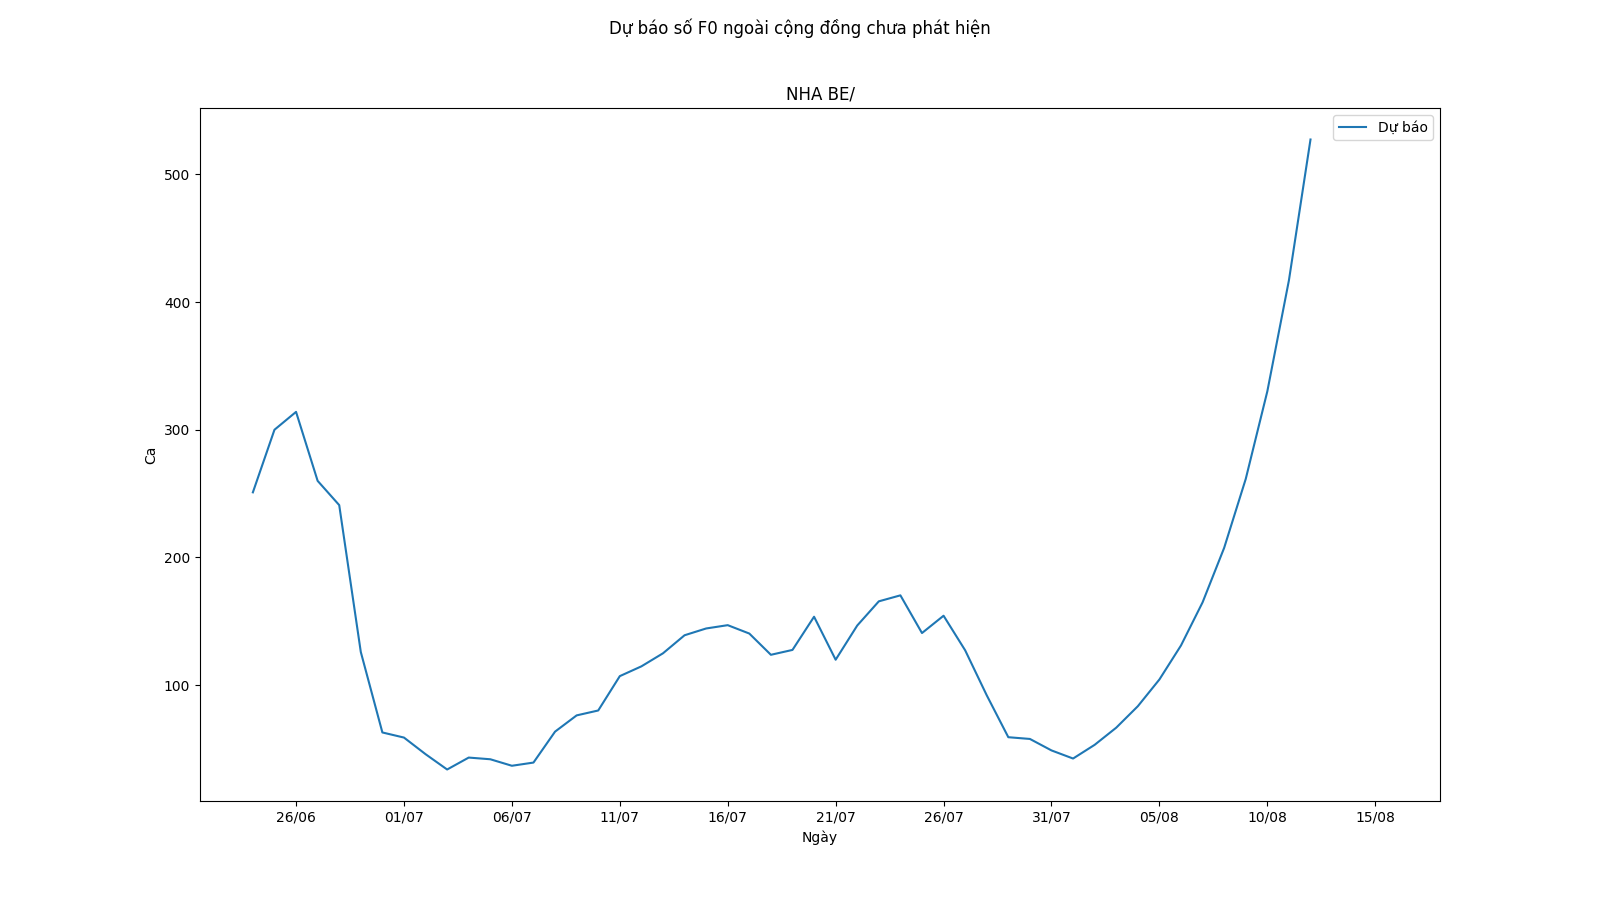 Dự báo số F0 ngoài cộng đồng chưa phát hiện
NHA BE/
Dự báo
500
400
300
200
100
Ca
26/06 01/07 06/07 11/07 16/07 21/07 26/07 31/07 05/08 10/08 15/08
Ngày